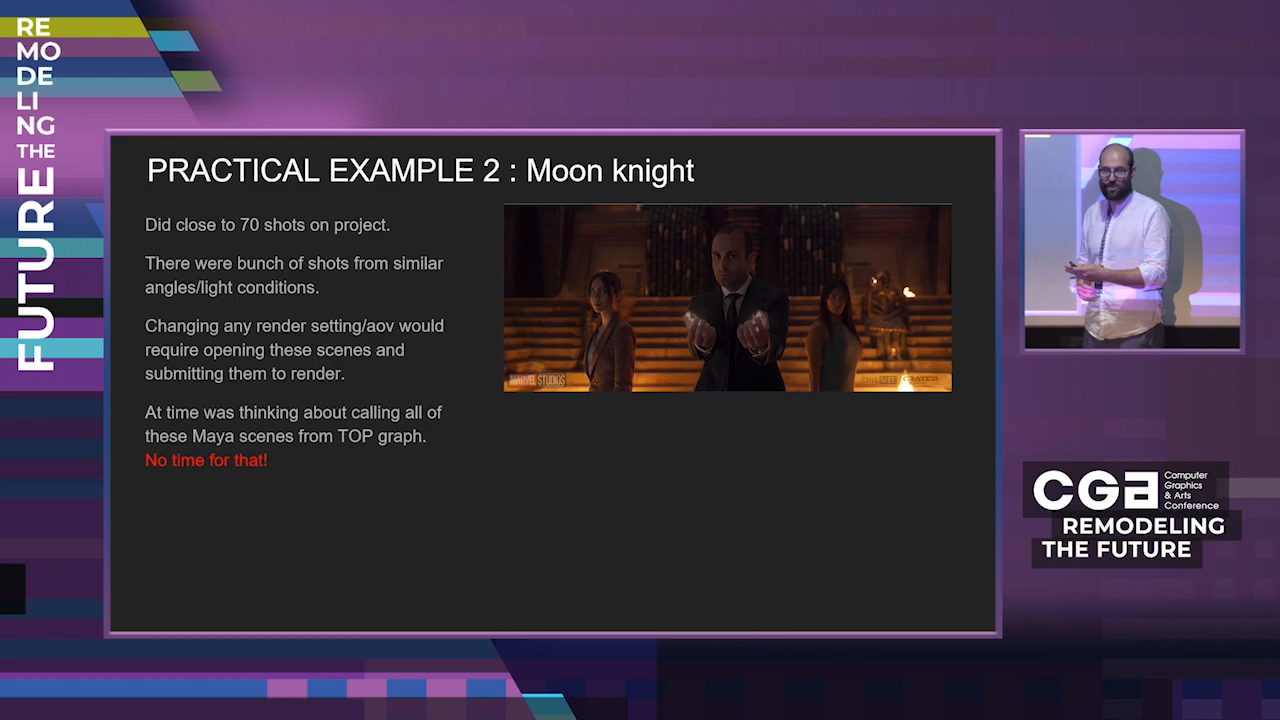 RE
MO
DE
LI
NG
THE
FUTURE
PRACTICAL EXAMPLE 2 : Moon knight
Did close to 70 shots on project.
There were bunch of shots from similar
angles/light conditions.
Changing any render setting/aov would
require opening these scenes and
submitting them to render.
At time was thinking about calling all of
these Maya scenes from TOP graph.
No time for that!
MARVEL STUDIOS
CINESITE
CGA
Computer
Graphics
& Arts
Conference
REMODELING
THE FUTURE